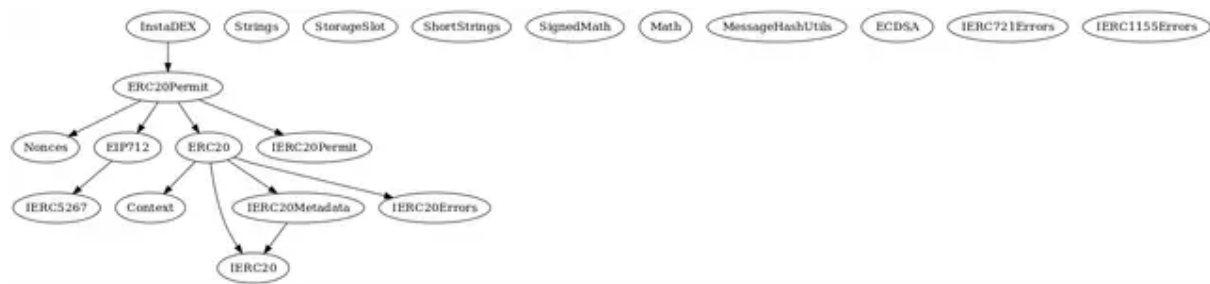 InstaDEX Strings StorageSlot ShortStrings SignedMath Math MessageHashUtils ECDSA IERC721Errors IERC1155Errors
ERC20Permit
Nonces EIP712 ERC20 IERC20Permit
IERC5267 Context IERC20Metadata IERC20Errors
IERC20